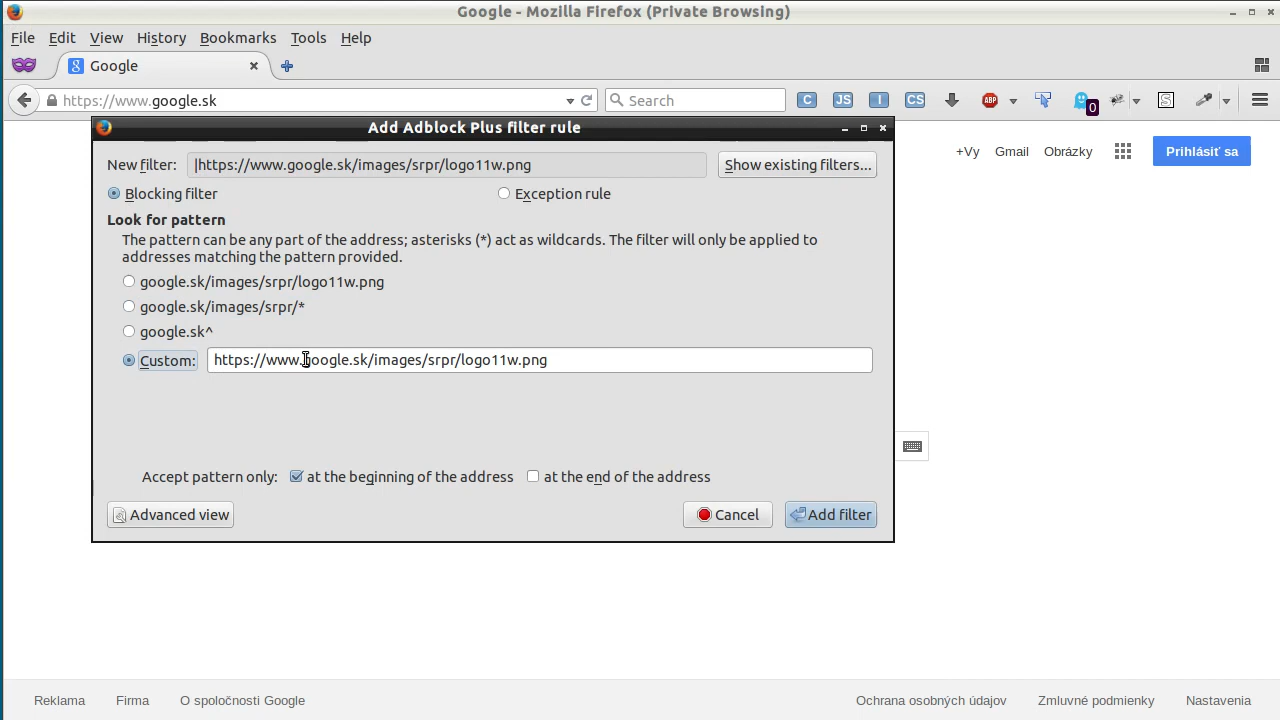 Google - Mozilla Firefox (Private Browsing)
File Edit View History Bookmarks Tools Help
Google
https://www.google.sk
Search
C JS I CS ABP 0 S
Add Adblock Plus filter rule
+Vy Gmail Obrázky Prihlásiť sa
New filter: |https://www.google.sk/images/srpr/logo11w.png Show existing filters...
Blocking filter Exception rule
Look for pattern
The pattern can be any part of the address; asterisks (*) act as wildcards. The filter will only be applied to
addresses matching the pattern provided.
google.sk/images/srpr/logo11w.png
google.sk/images/srpr/*
google.sk^
Custom: https://www.google.sk/images/srpr/logo11w.png
Accept pattern only: at the beginning of the address at the end of the address
Advanced view Cancel Add filter
Reklama Firma O spoločnosti Google Ochrana osobných údajov Zmluvné podmienky Nastavenia